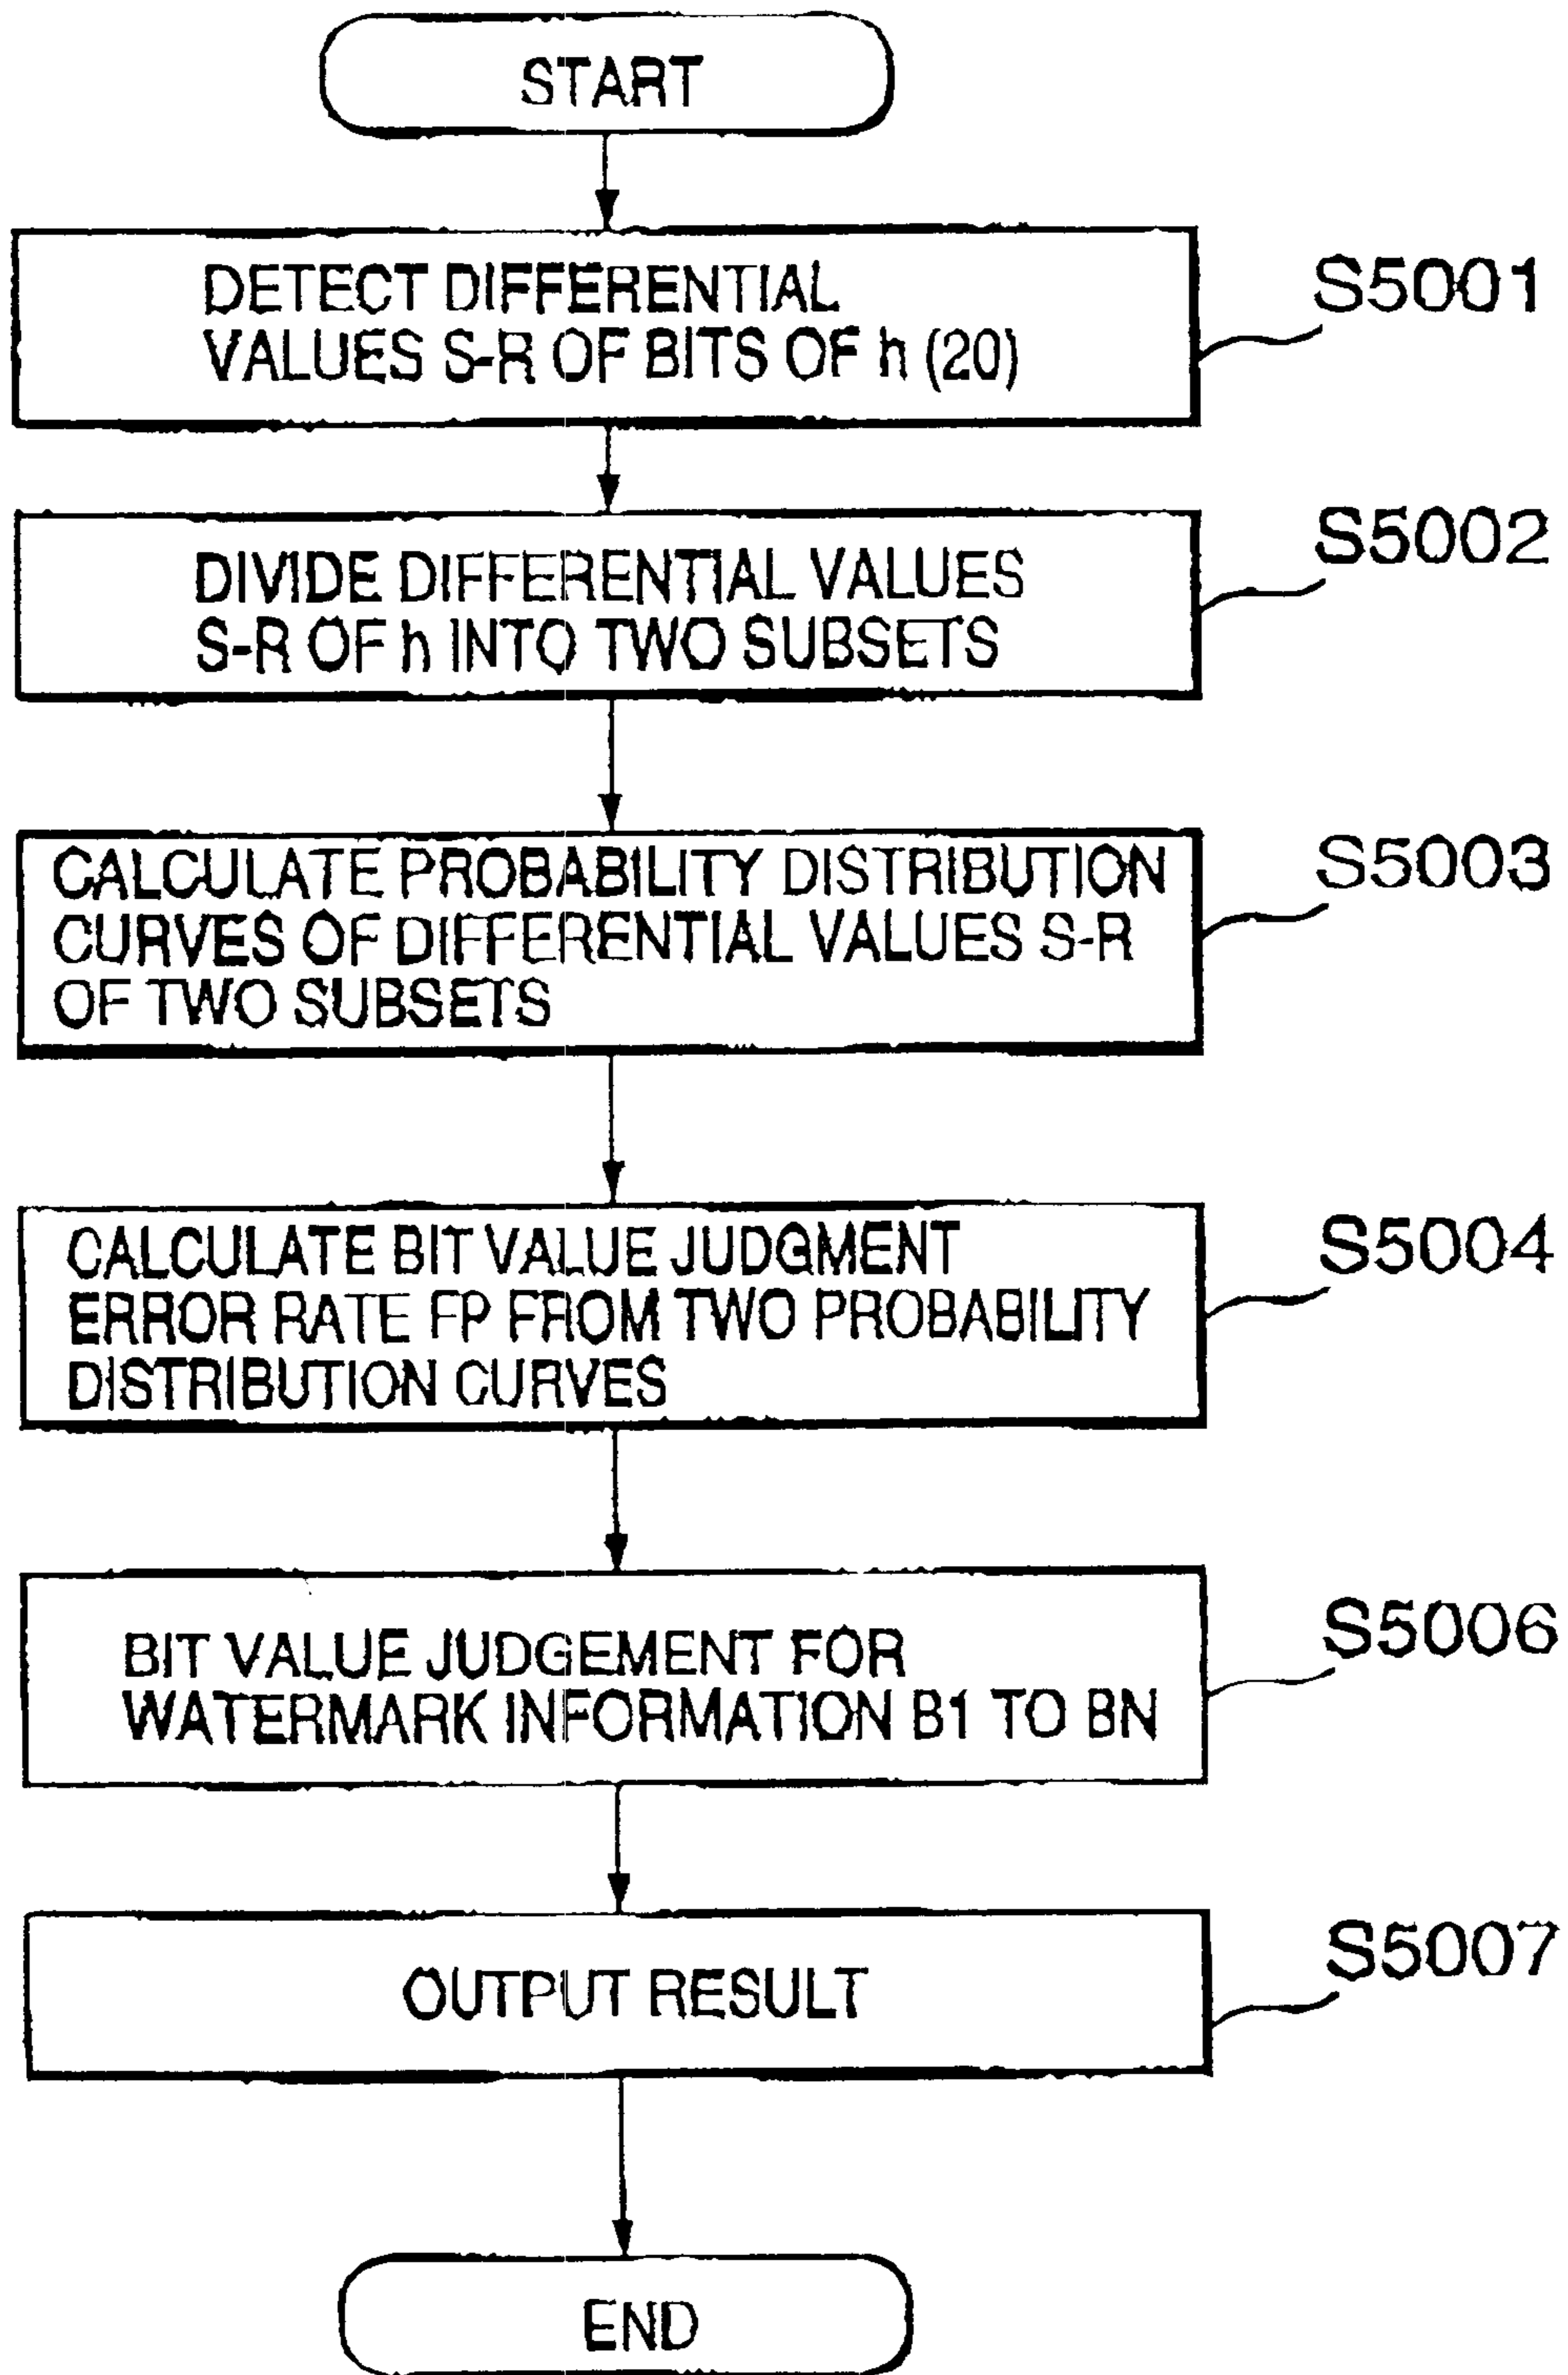 START
DETECT DIFFERENTIAL
VALUES S-R OF BITS OF h (20)
S5001
DIVIDE DIFFERENTIAL VALUES
S-R OF h INTO TWO SUBSETS
S5002
CALCULATE PROBABILITY DISTRIBUTION
CURVES OF DIFFERENTIAL VALUES S-R
OF TWO SUBSETS
S5003
CALCULATE BIT VALUE JUDGMENT
ERROR RATE FP FROM TWO PROBABILITY
DISTRIBUTION CURVES
S5004
BIT VALUE JUDGEMENT FOR
WATERMARK INFORMATION B1 TO BN
S5006
OUTPUT RESULT
S5007
END